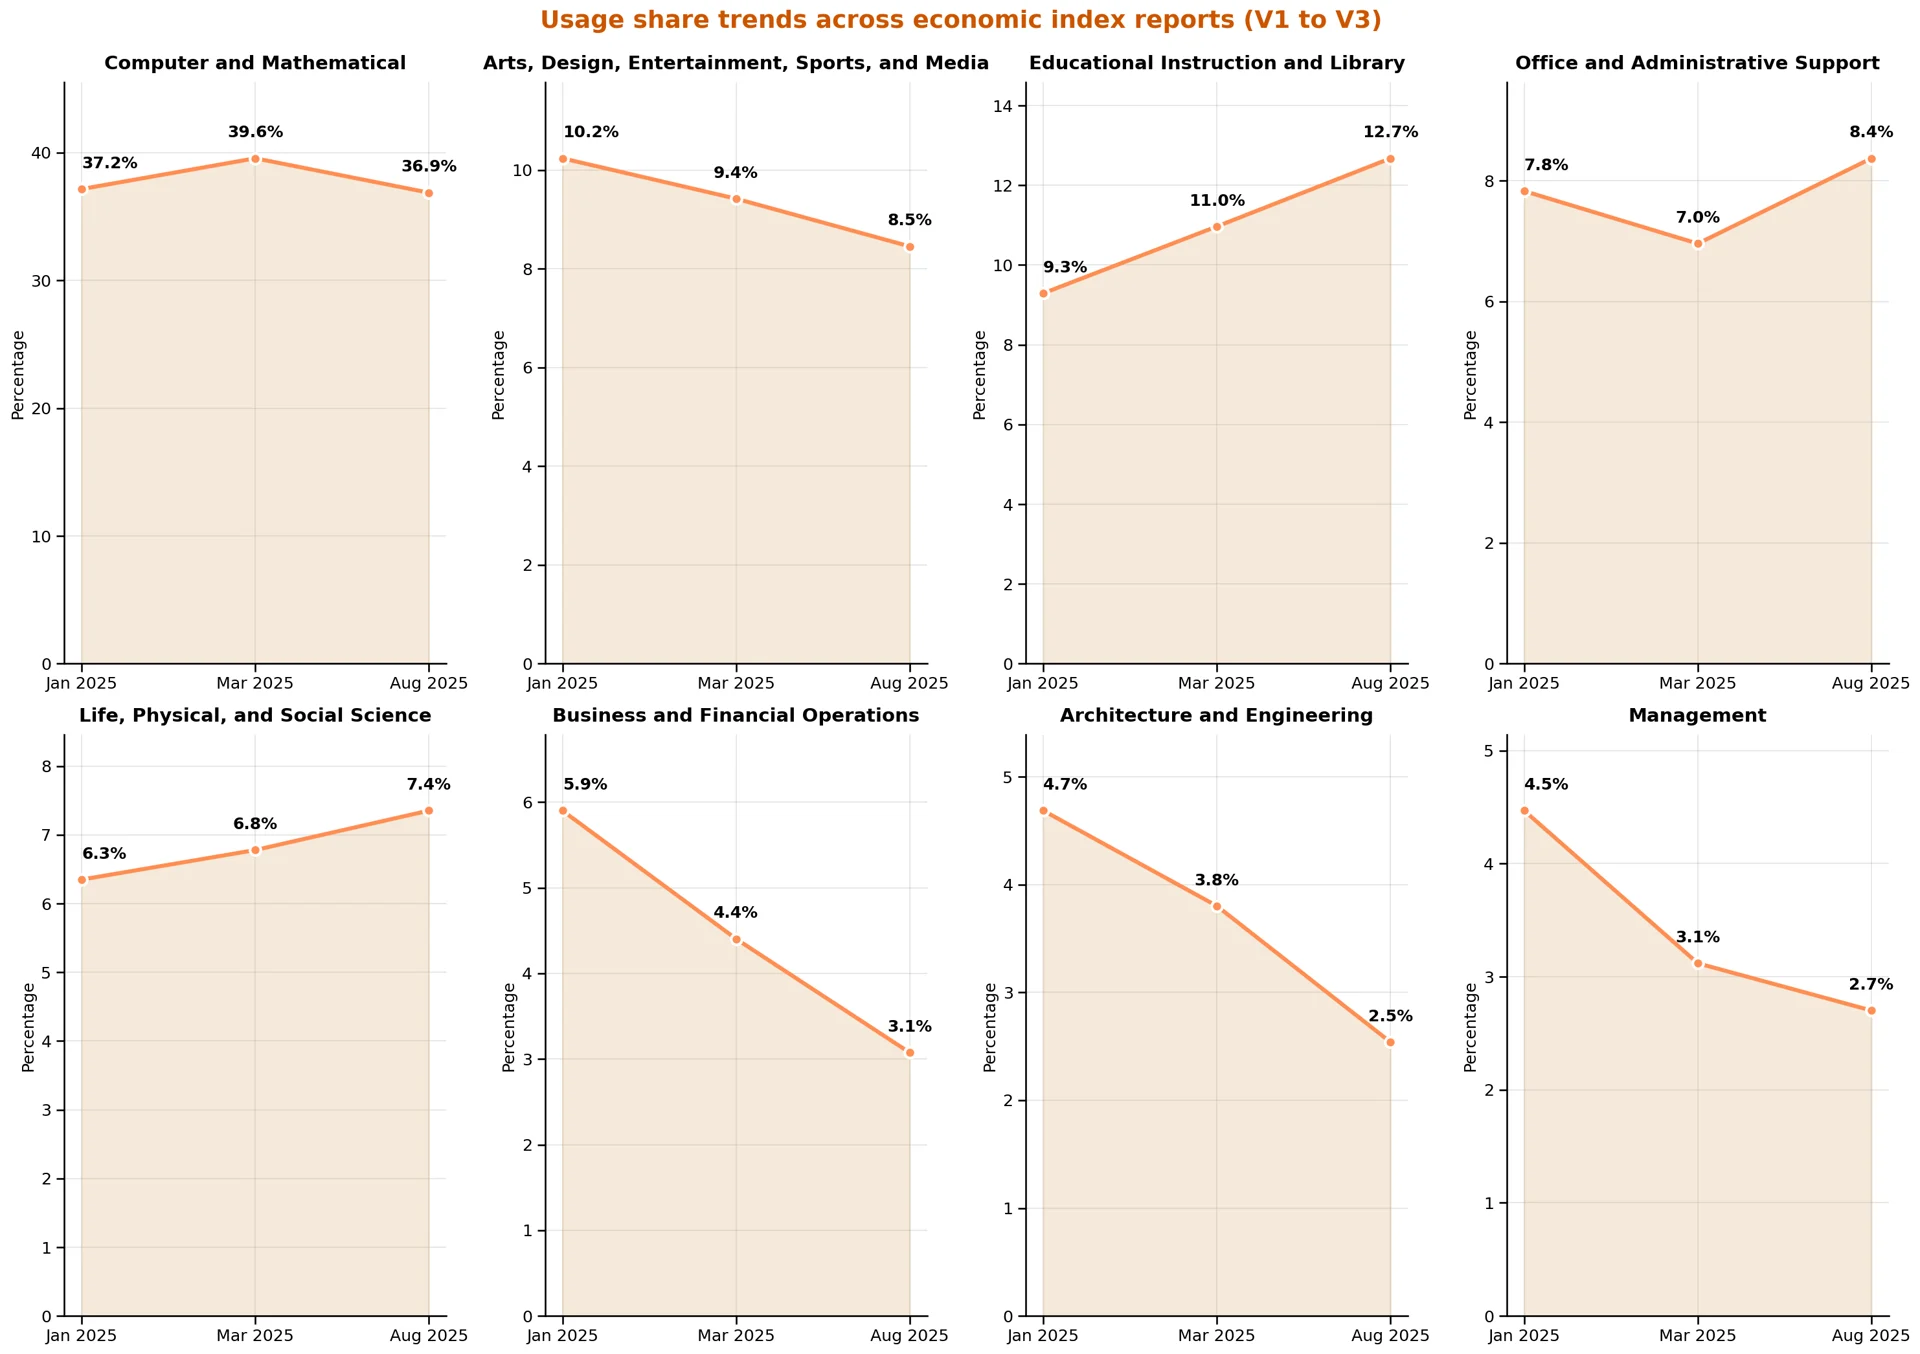 Usage share trends across economic index reports (V1 to V3)
Computer and Mathematical
Percentage
40
30
20
10
0
37.2%
39.6%
36.9%
Jan 2025
Mar 2025
Aug 2025
Arts, Design, Entertainment, Sports, and Media
Percentage
10
8
6
4
2
0
10.2%
9.4%
8.5%
Jan 2025
Mar 2025
Aug 2025
Educational Instruction and Library
Percentage
14
12
10
8
6
4
2
0
9.3%
11.0%
12.7%
Jan 2025
Mar 2025
Aug 2025
Office and Administrative Support
Percentage
8
6
4
2
0
7.8%
7.0%
8.4%
Jan 2025
Mar 2025
Aug 2025
Life, Physical, and Social Science
Percentage
8
7
6
5
4
3
2
1
0
6.3%
6.8%
7.4%
Jan 2025
Mar 2025
Aug 2025
Business and Financial Operations
Percentage
6
5
4
3
2
1
0
5.9%
4.4%
3.1%
Jan 2025
Mar 2025
Aug 2025
Architecture and Engineering
Percentage
5
4
3
2
1
0
4.7%
3.8%
2.5%
Jan 2025
Mar 2025
Aug 2025
Management
Percentage
5
4
3
2
1
0
4.5%
3.1%
2.7%
Jan 2025
Mar 2025
Aug 2025